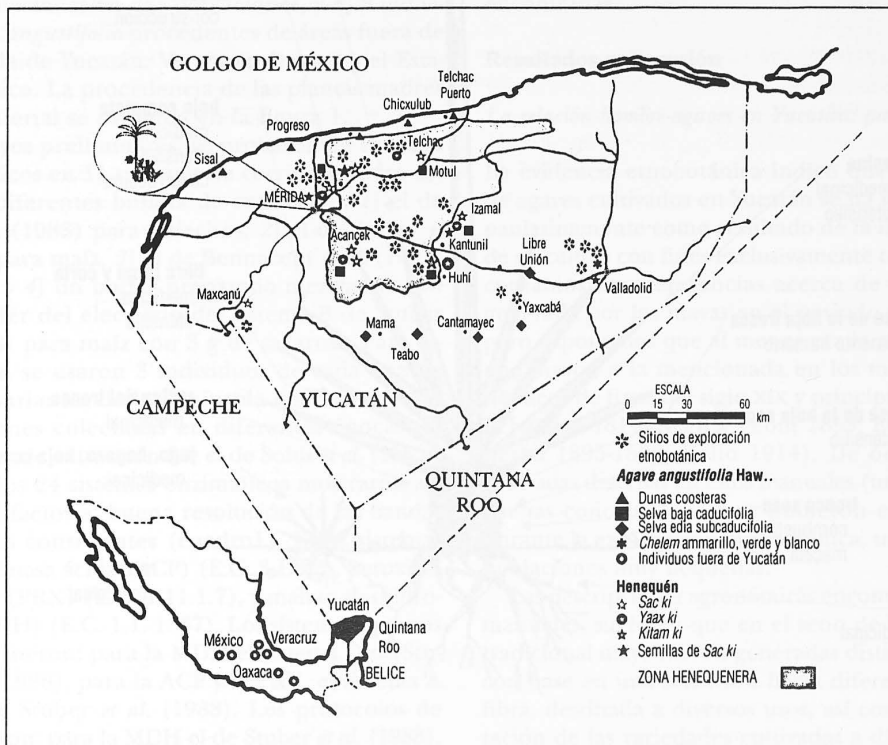 GOLGO DE MÉXICO
Telchac
Puerto
Chicxulub
Progreso
Telchac
Sisal
Motul
MÉRIDA
Izamal
Acancek
Kantunil
Libre
Unión
Huhí
Valladolid
Maxcanú
Yaxcabá
Mama
Cantamayec
Teabo
CAMPECHE
YUCATÁN
QUINTANA
ROO
ESCALA
15 30 60
km
Sitios de exploración
etnobotánica
Agave angustifolia Haw..
Dunas coosteras
Selva baja caducifolia
Selva edia subcaducifolia
Chelem ammarillo, verde y blanco
Individuos fuera de Yucatán
Henequén
Sac ki
Yaax ki
Kitam ki
Semillas de Sac ki
ZONA HENEQUENERA
Yucatán
Quintana
Roo
México
Veracruz
Oaxaca
BELICE